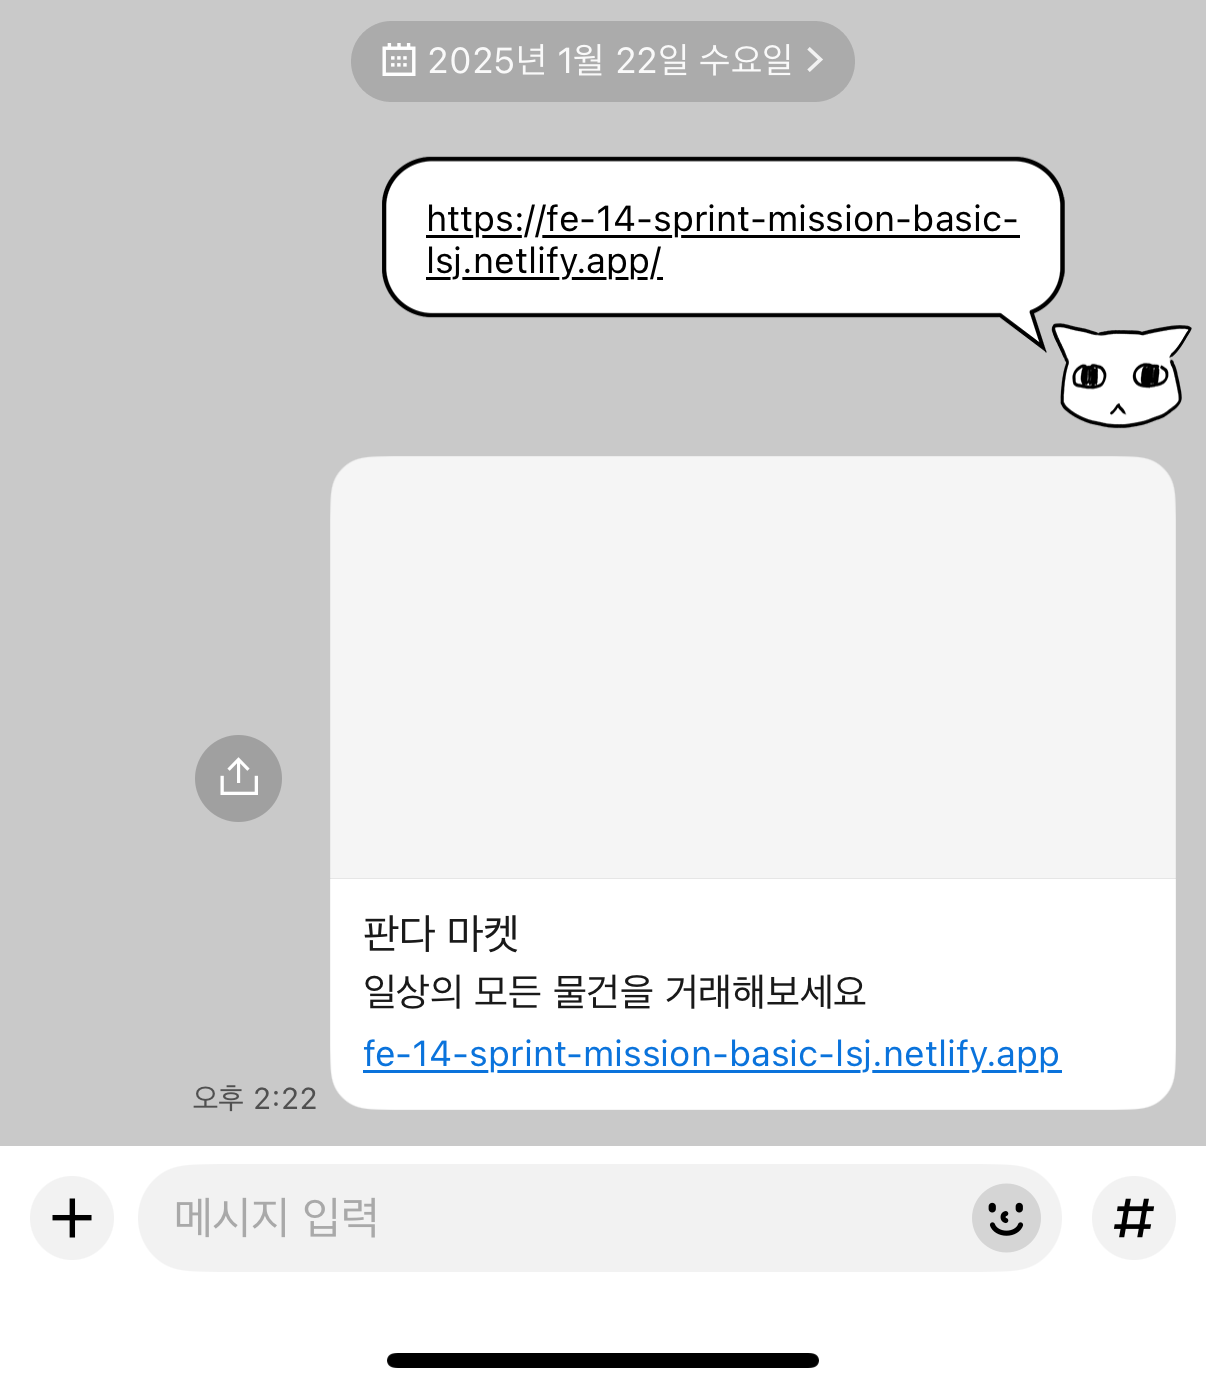 2025년 1월 22일 수요일
https://fe-14-sprint-mission-basic-
lsj.netlify.app/
판다 마켓
일상의 모든 물건을 거래해보세요
fe-14-sprint-mission-basic-lsj.netlify.app
오후 2:22
메시지 입력
#